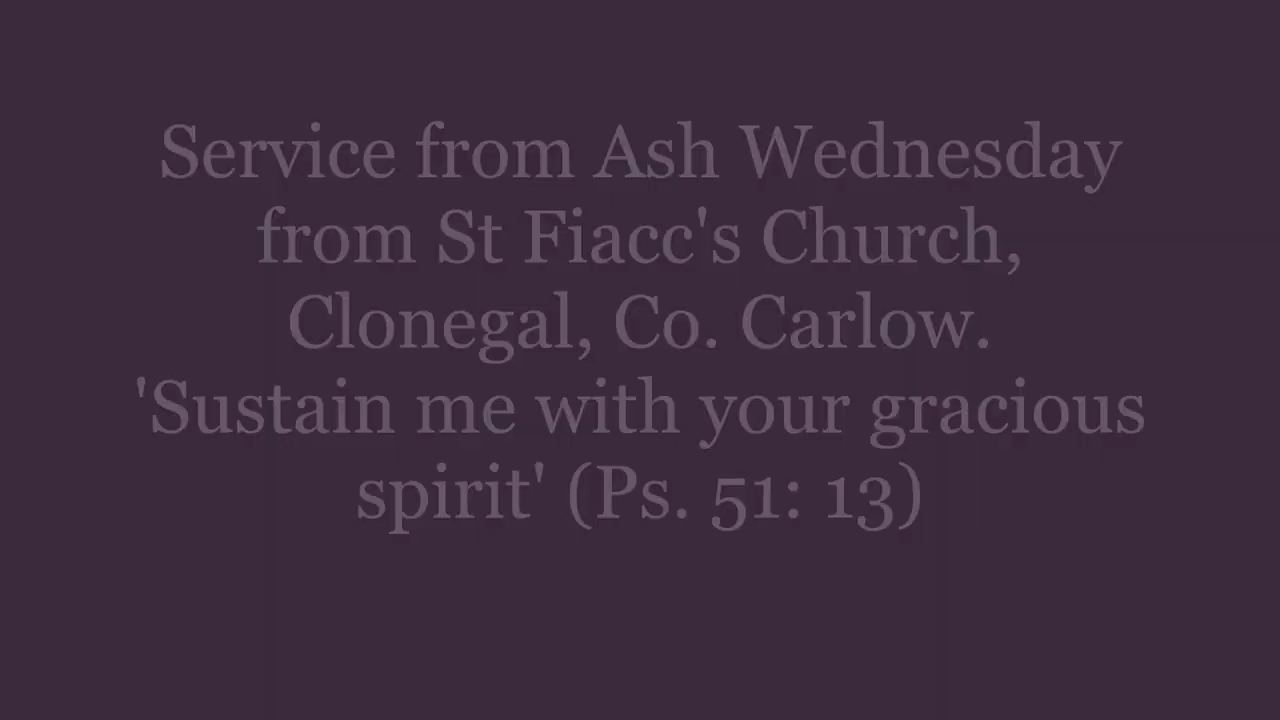 Service from Ash Wednesday
from St Fiacc's Church,
Clonegal, Co. Carlow.
'Sustain me with your gracious
spirit' (Ps. 51: 13)